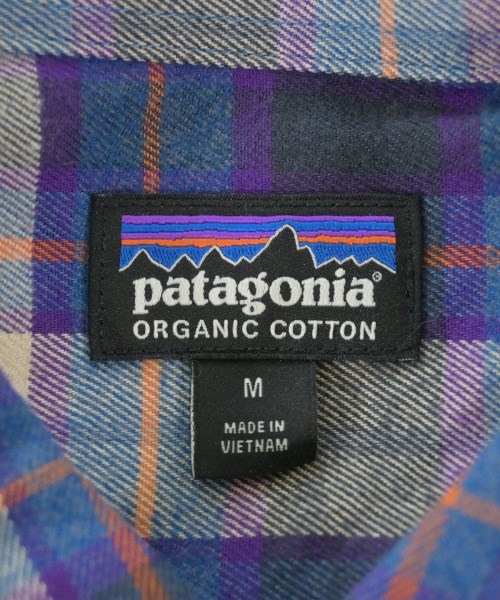 patagonia®
ORGANIC COTTON
M
MADE IN
VIETNAM